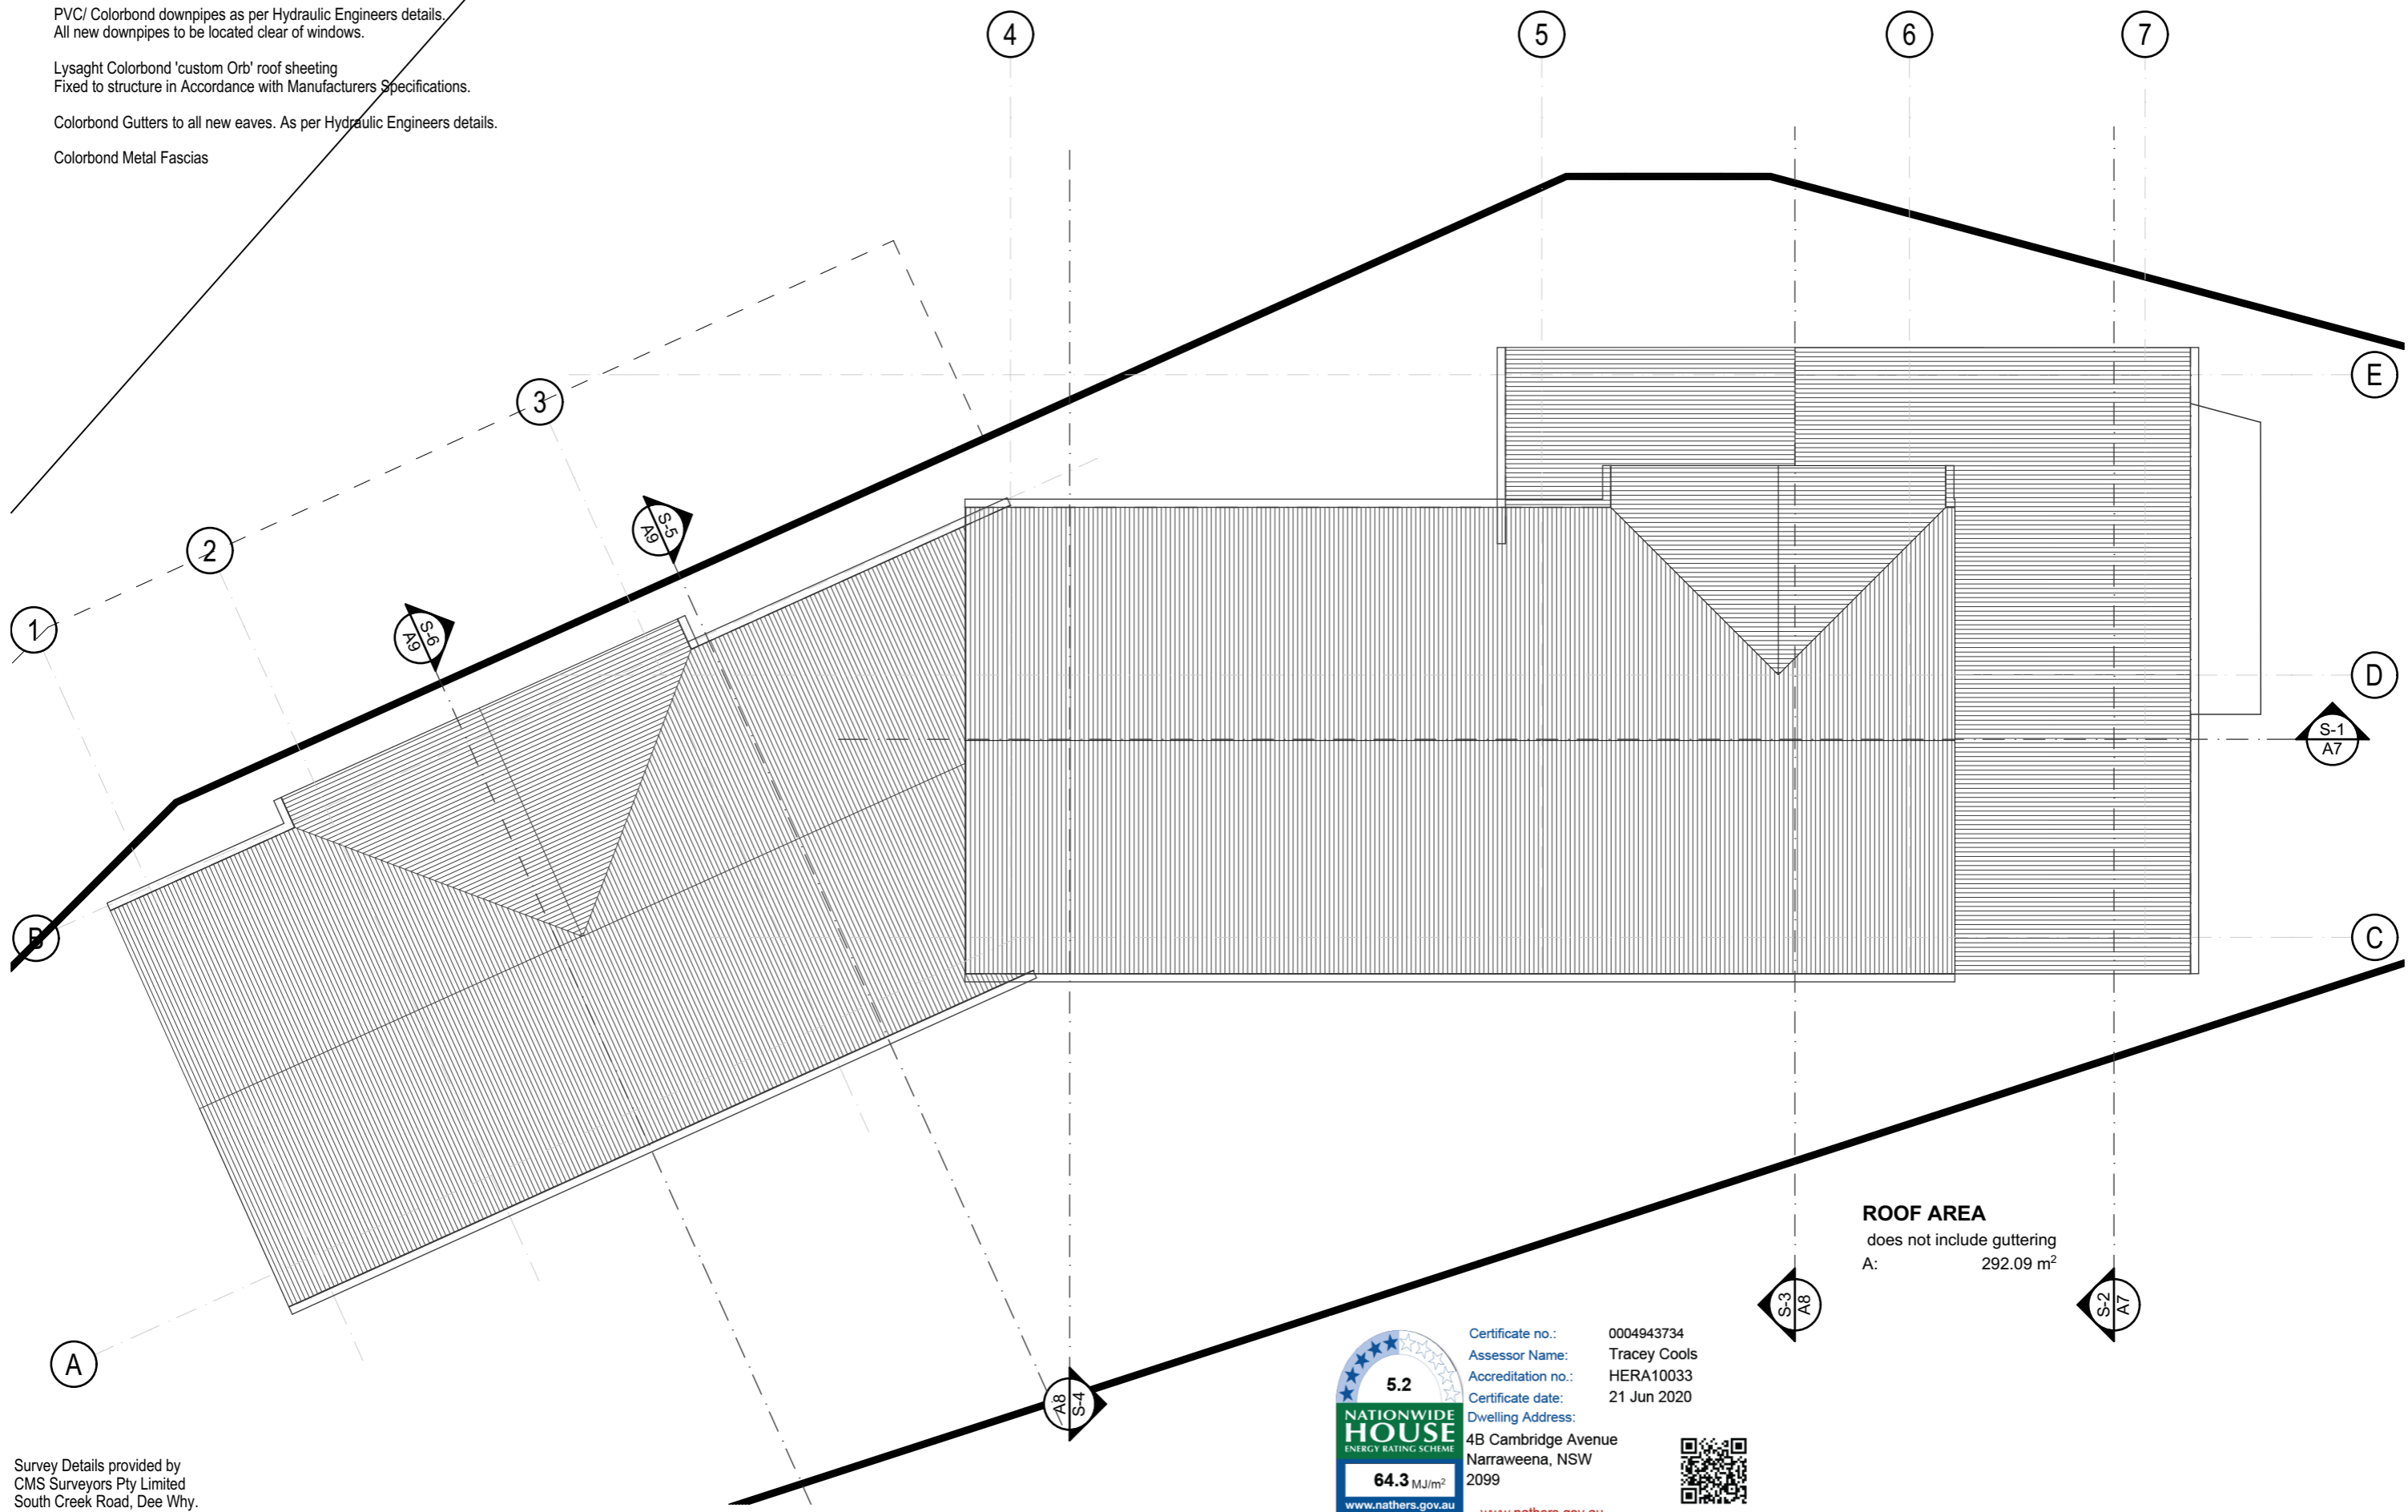 PVC/ Colorbond downpipes as per Hydraulic Engineers details.
All new downpipes to be located clear of windows.
Lysaght Colorbond 'custom Orb' roof sheeting
Fixed to structure in Accordance with Manufacturers Specifications.
Colorbond Gutters to all new eaves. As per Hydraulic Engineers details.
Colorbond Metal Fascias
4
5
6
7
E
3
S-5
A9
2
S-6
A9
1
D
S-1
A7
B
C
ROOF AREA
does not include guttering
A: 292.09 m²
S-3
A8
S-2
A7
A
A8
S-4
5.2
NATIONWIDE
HOUSE
ENERGY RATING SCHEME
64.3 MJ/m²
www.nathers.gov.au
Certificate no.: 0004943734
Assessor Name: Tracey Cools
Accreditation no.: HERA10033
Certificate date: 21 Jun 2020
Dwelling Address:
4B Cambridge Avenue
Narraweena, NSW
2099
www.nathers.gov.au
Survey Details provided by
CMS Surveyors Pty Limited
South Creek Road, Dee Why.